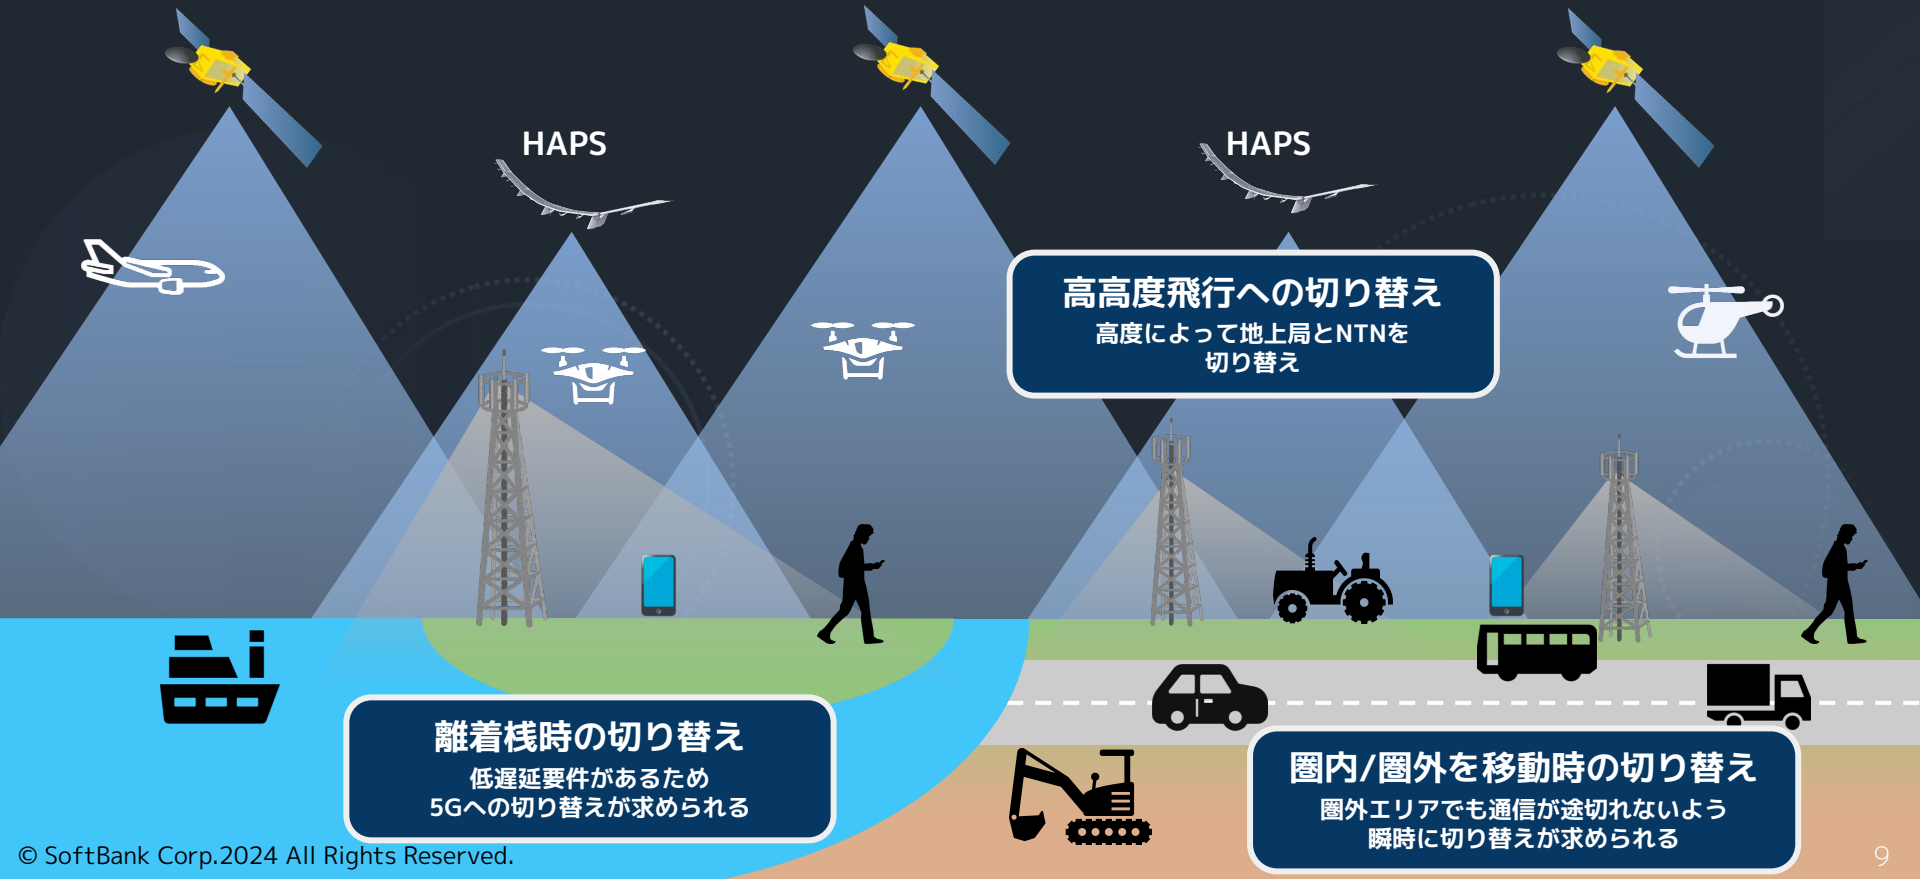 HAPS
HAPS
高高度飛行への切り替え
高度によって地上局とNTNを
切り替え
離着桟時の切り替え
低遅延要件があるため
5Gへの切り替えが求められる
圏内/圏外を移動時の切り替え
圏外エリアでも通信が途切れないよう
瞬時に切り替えが求められる
© SoftBank Corp.2024 All Rights Reserved.
9